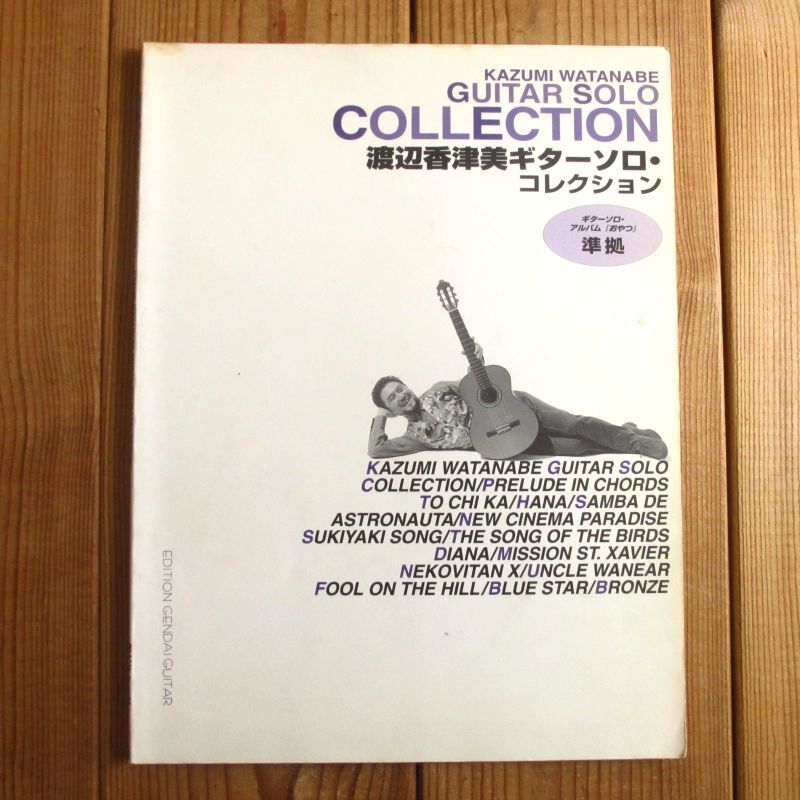 KAZUMI WATANABE
GUITAR SOLO
COLLECTION
渡辺香津美ギターソロ・
コレクション
ギターソロ・
アルバム「おやつ」
準拠
KAZUMI WATANABE GUITAR SOLO
COLLECTION/PRELUDE IN CHORDS
TO CHI KA/HANA/SAMBA DE
ASTRONAUTA/NEW CINEMA PARADISE
SUKIYAKI SONG/THE SONG OF THE BIRDS
DIANA/MISSION ST. XAVIER
NEKOVITAN X/UNCLE WANEAR
FOOL ON THE HILL/BLUE STAR/BRONZE
EDITION GENDAI GUITAR